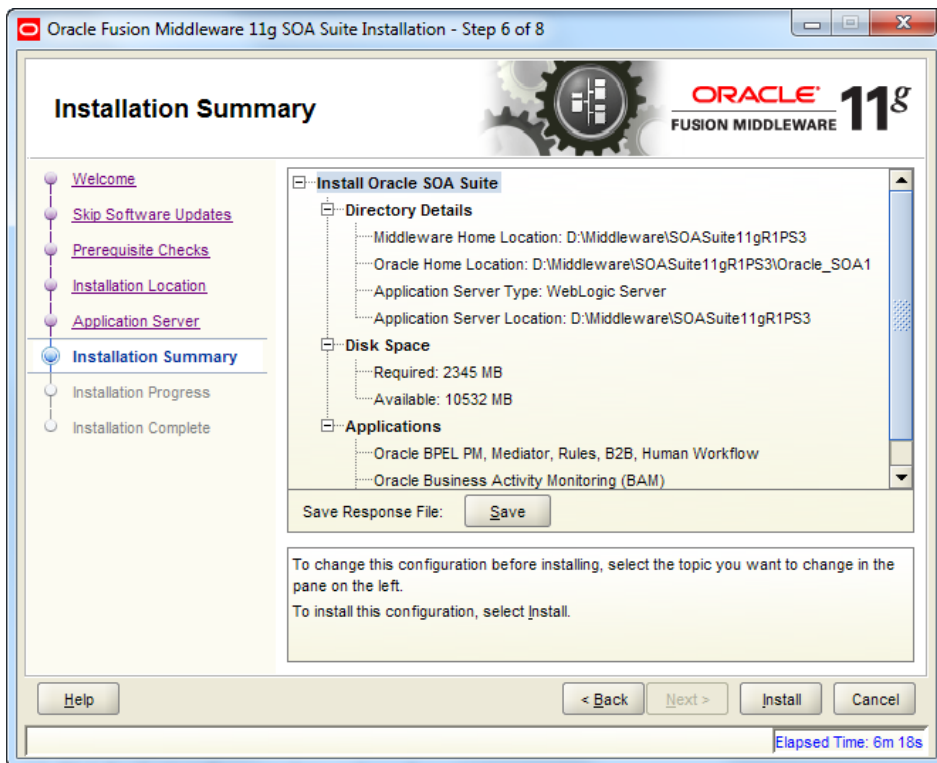 Oracle Fusion Middleware 11g SOA Suite Installation - Step 6 of 8
Installation Summary
ORACLE
FUSION MIDDLEWARE
11g
Welcome
Skip Software Updates
Prerequisite Checks
Installation Location
Application Server
Installation Summary
Installation Progress
Installation Complete
Install Oracle SOA Suite
Directory Details
Middleware Home Location: D:\Middleware\SOASuite11gR1PS3
Oracle Home Location: D:\Middleware\SOASuite11gR1PS3\Oracle_SOA1
Application Server Type: WebLogic Server
Application Server Location: D:\Middleware\SOASuite11gR1PS3
Disk Space
Required: 2345 MB
Available: 10532 MB
Applications
Oracle BPEL PM, Mediator, Rules, B2B, Human Workflow
Oracle Business Activity Monitoring (BAM)
Save Response File: Save
To change this configuration before installing, select the topic you want to change in the
pane on the left.
To install this configuration, select Install.
Help < Back Next > Install Cancel
Elapsed Time: 6m 18s